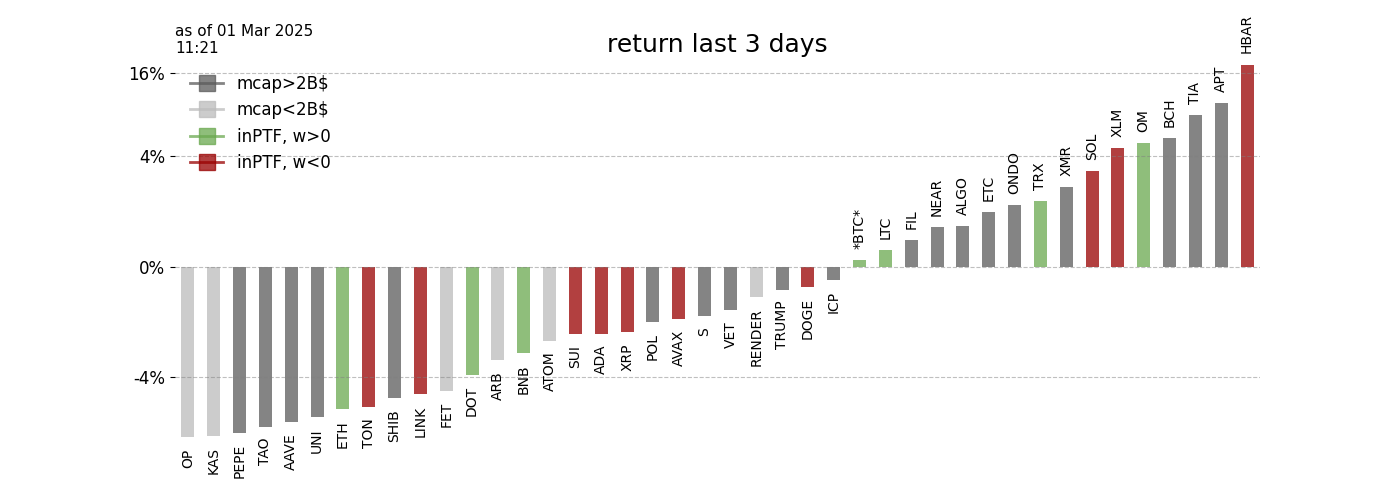 as of 01 Mar 2025
11:21
return last 3 days
16%
4%
0%
-4%
mcap>2B$
mcap<2B$
inPTF, w>0
inPTF, w<0
OP
KAS
PEPE
TAO
AAVE
UNI
ETH
TON
SHIB
LINK
FET
DOT
ARB
BNB
ATOM
SUI
ADA
XRP
POL
AVAX
S
VET
RENDER
TRUMP
DOGE
ICP
*BTC*
LTC
FIL
NEAR
ALGO
ETC
ONDO
TRX
XMR
SOL
XLM
OM
BCH
TIA
APT
HBAR